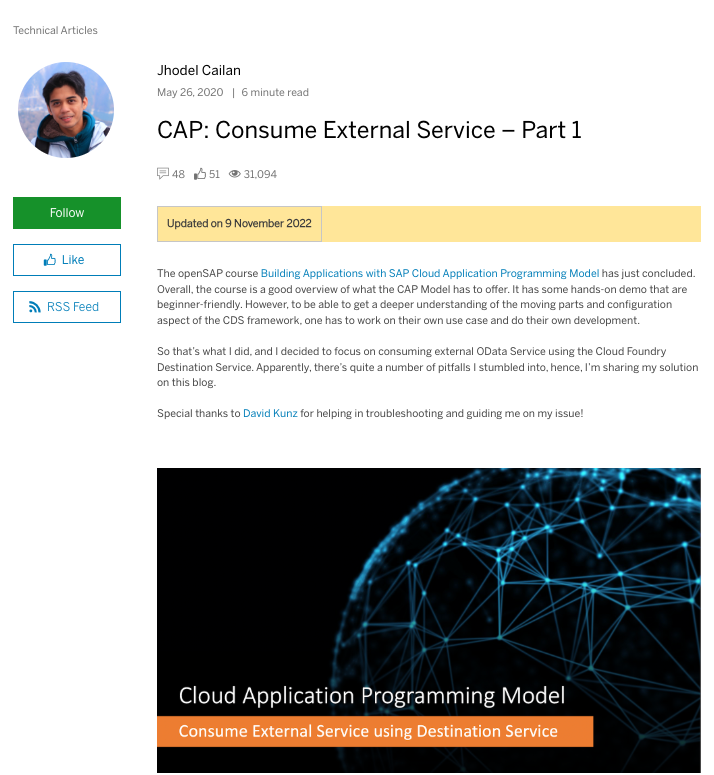 Technical Articles
Jhodel Cailan
May 26, 2020 | 6 minute read
CAP: Consume External Service – Part 1
48 51 31,094
Follow
Updated on 9 November 2022
Like
The openSAP course Building Applications with SAP Cloud Application Programming Model has just concluded.
Overall, the course is a good overview of what the CAP Model has to offer. It has some hands-on demo that are
beginner-friendly. However, to be able to get a deeper understanding of the moving parts and configuration
aspect of the CDS framework, one has to work on their own use case and do their own development.
RSS Feed
So that's what I did, and I decided to focus on consuming external OData Service using the Cloud Foundry
Destination Service. Apparently, there's quite a number of pitfalls I stumbled into, hence, I'm sharing my solution
on this blog.
Special thanks to David Kunz for helping in troubleshooting and guiding me on my issue!
Cloud Application Programming Model
Consume External Service using Destination Service